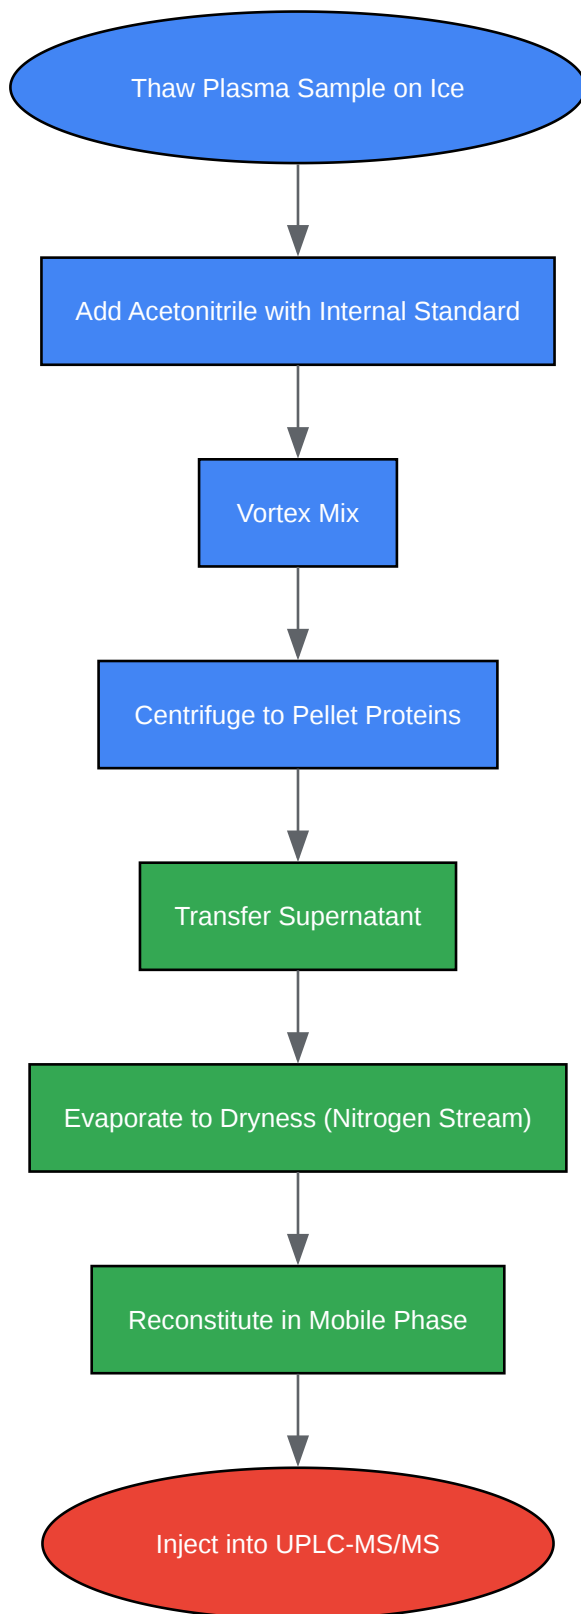 Thaw Plasma Sample on Ice
Add Acetonitrile with Internal Standard
Vortex Mix
Centrifuge to Pellet Proteins
Transfer Supernatant
Evaporate to Dryness (Nitrogen Stream)
Reconstitute in Mobile Phase
Inject into UPLC-MS/MS